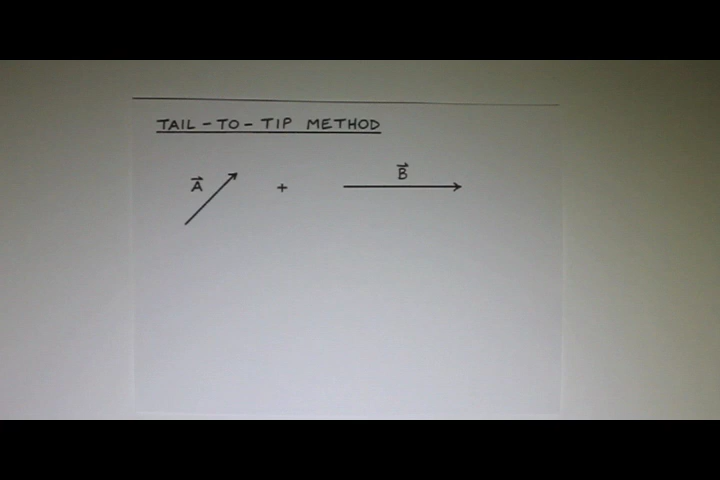 TAIL-TO-TIP METHOD
A⃗ + B⃗